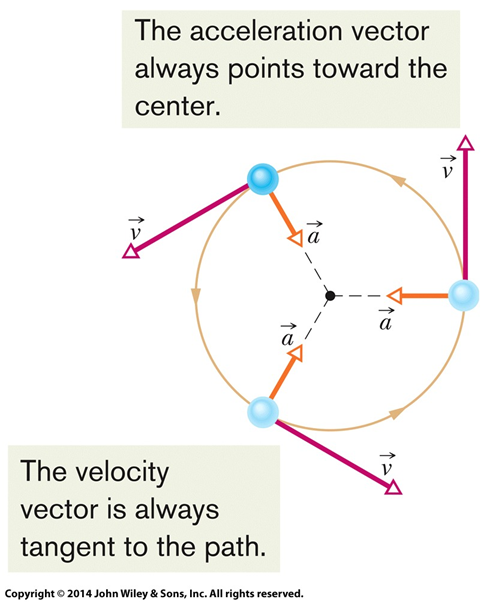 The acceleration vector
always points toward the
center.
v
v
a
a
a
v
The velocity
vector is always
tangent to the path.
Copyright © 2014 John Wiley & Sons, Inc. All rights reserved.